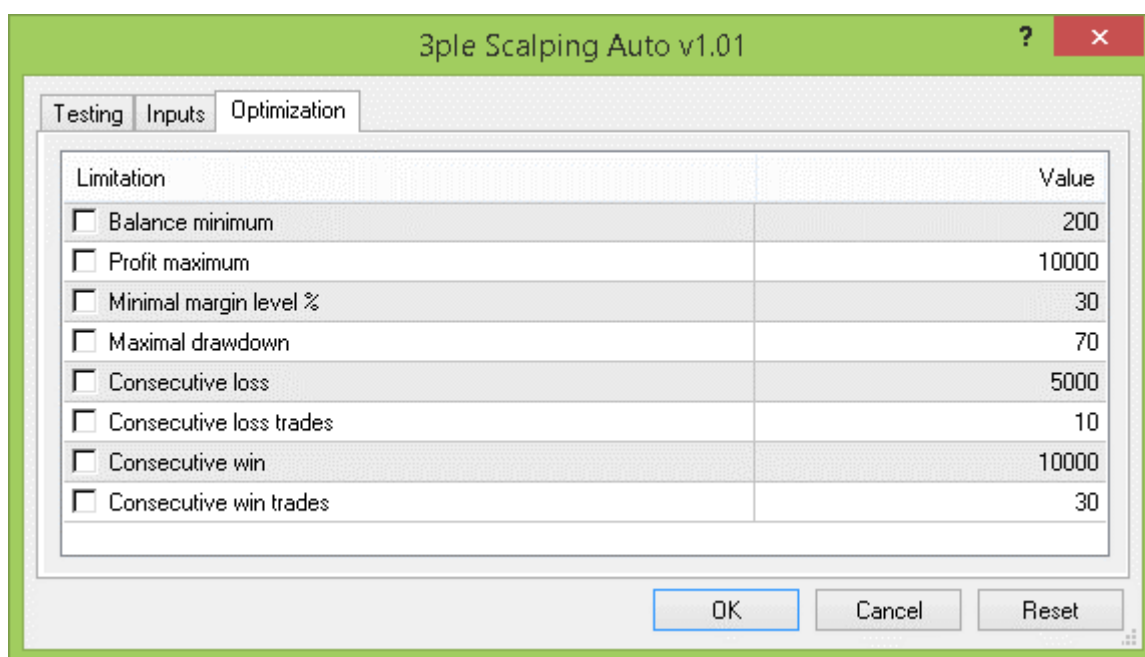 3ple Scalping Auto v1.01 ? ×
Testing Inputs Optimization
Limitation Value
Balance minimum 200
Profit maximum 10000
Minimal margin level % 30
Maximal drawdown 70
Consecutive loss 5000
Consecutive loss trades 10
Consecutive win 10000
Consecutive win trades 30
OK Cancel Reset